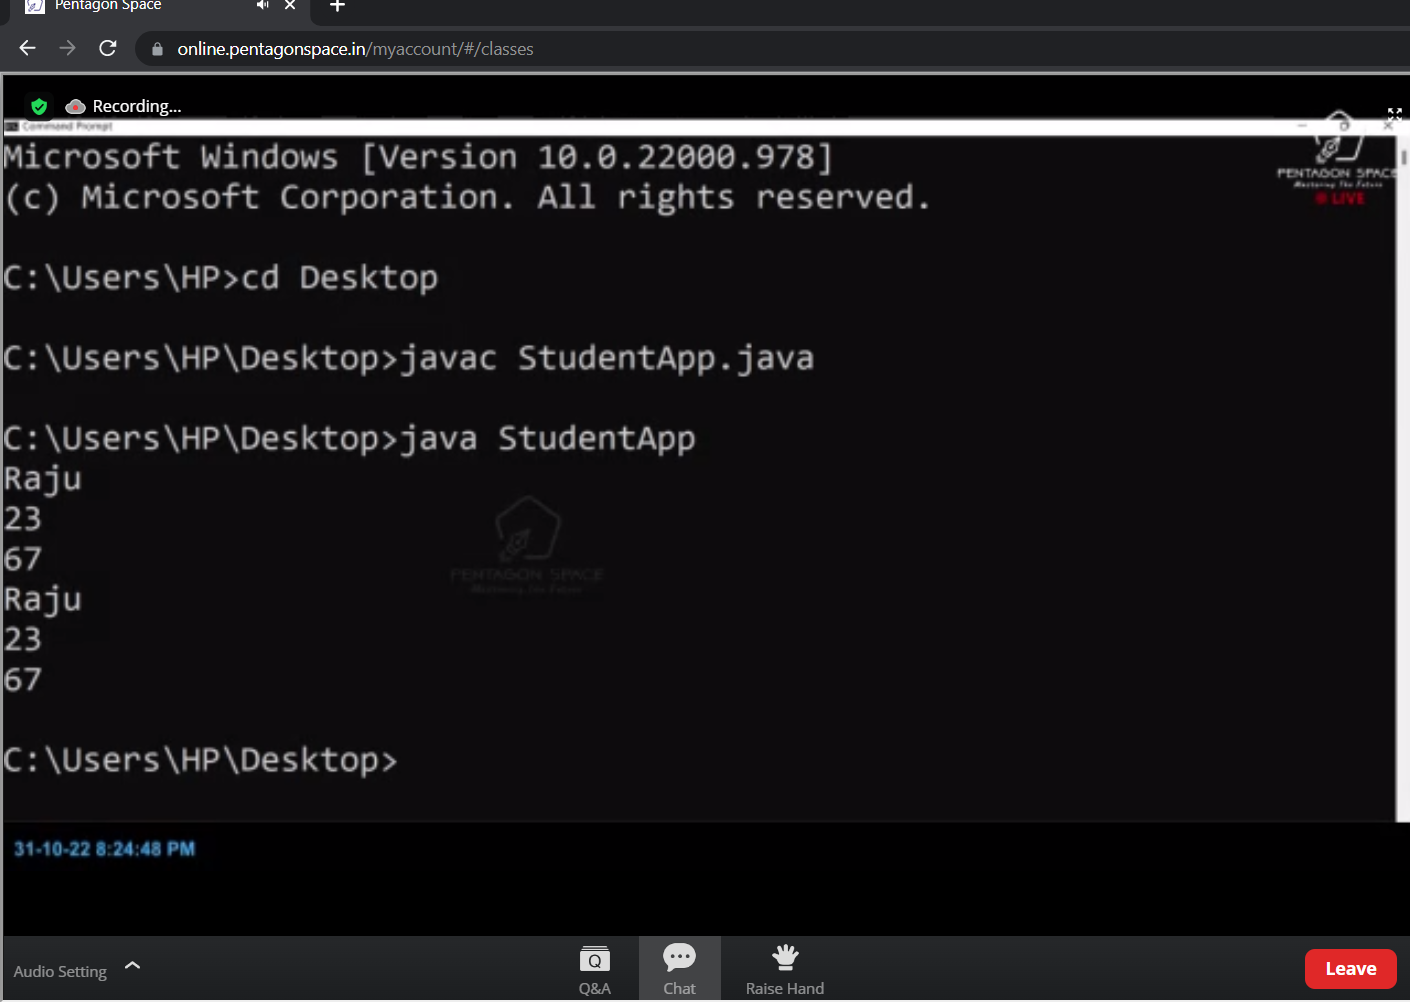 Pentagon Space
online.pentagonspace.in/myaccount/#/classes
Recording...
Command Prompt
Microsoft Windows [Version 10.0.22000.978]
(c) Microsoft Corporation. All rights reserved.
PENTAGON SPACE
Mastering The Future
LIVE
C:\Users\HP>cd Desktop
C:\Users\HP\Desktop>javac StudentApp.java
C:\Users\HP\Desktop>java StudentApp
Raju
23
67
Raju
23
67
PENTAGON SPACE
Mastering The Future
C:\Users\HP\Desktop>
31-10-22 8:24:48 PM
Audio Setting
Q
Q&A
Chat
Raise Hand
Leave